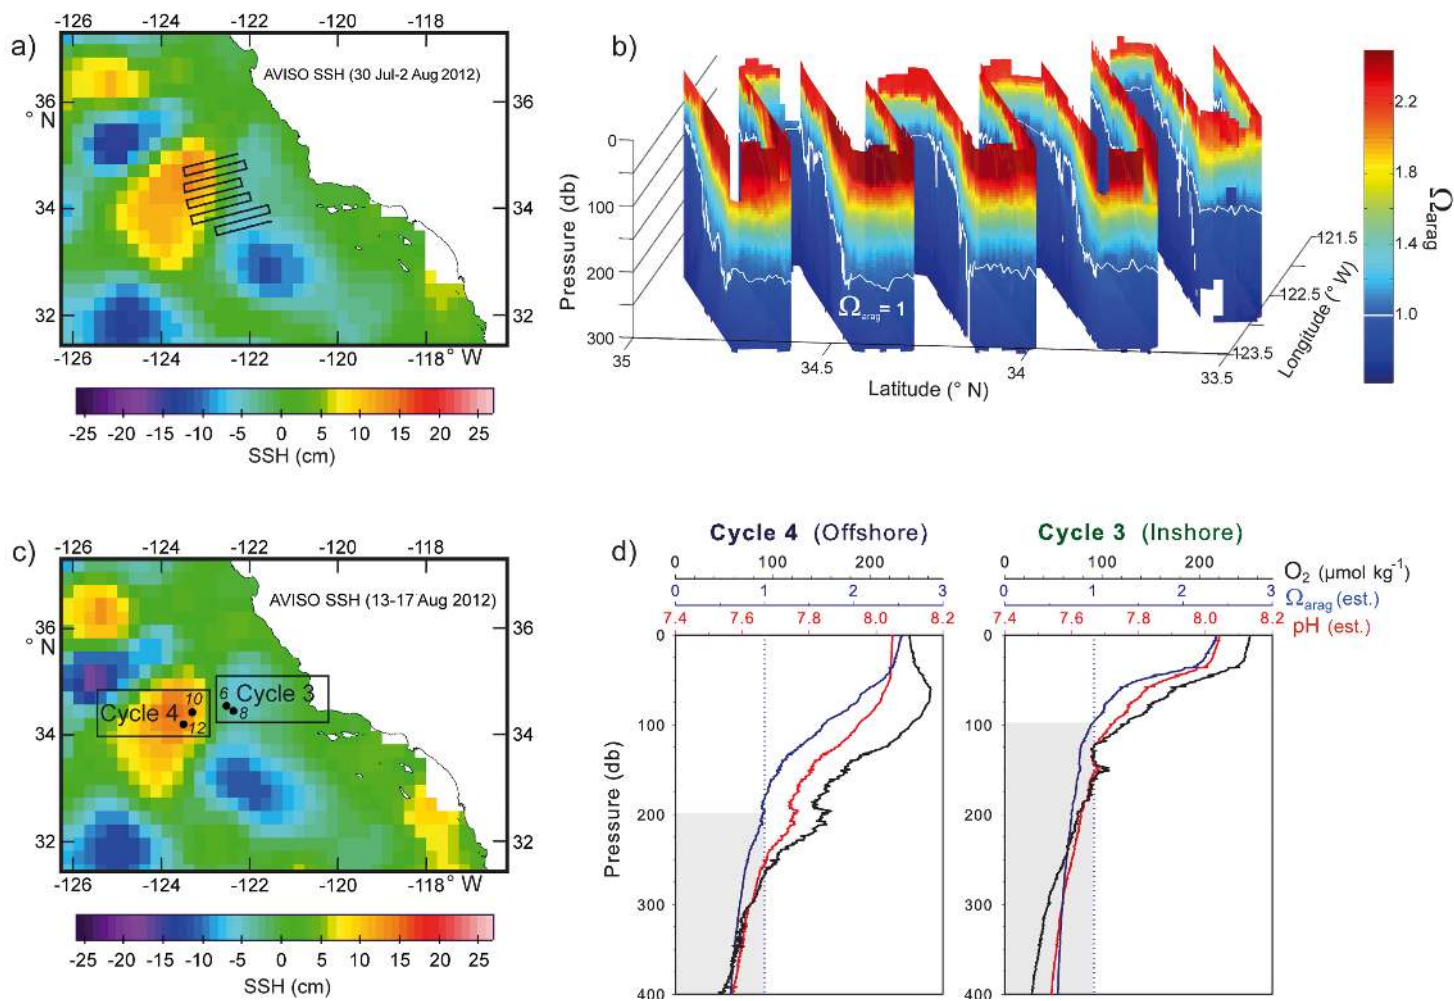 a)
-126 -124 -122 -120 -118
AVISO SSH (30 Jul-2 Aug 2012)
36 36
° N
34 34
32 32
-126 -124 -122 -120 -118 ° W
-25 -20 -15 -10 -5 0 5 10 15 20 25
SSH (cm)
b)
Pressure (db)
0
100
200
300
Ωarag= 1
35 34.5 34 33.5
Latitude (° N)
121.5
122.5
123.5
Longitude (° W)
2.2
1.8
1.4
1.0
Ωarag
c)
-126 -124 -122 -120 -118
AVISO SSH (13-17 Aug 2012)
36 36
° N
6 Cycle 3
8
10
Cycle 4
12
34 34
32 32
-126 -124 -122 -120 -118 ° W
-25 -20 -15 -10 -5 0 5 10 15 20 25
SSH (cm)
d)
Cycle 4 (Offshore)
0 100 200
0 1 2 3
7.4 7.6 7.8 8.0 8.2
Pressure (db)
0
100
200
300
400
Cycle 3 (Inshore)
0 100 200
0 1 2 3
7.4 7.6 7.8 8.0 8.2
O2 (µmol kg-1)
Ωarag (est.)
pH (est.)
Pressure (db)
0
100
200
300
400